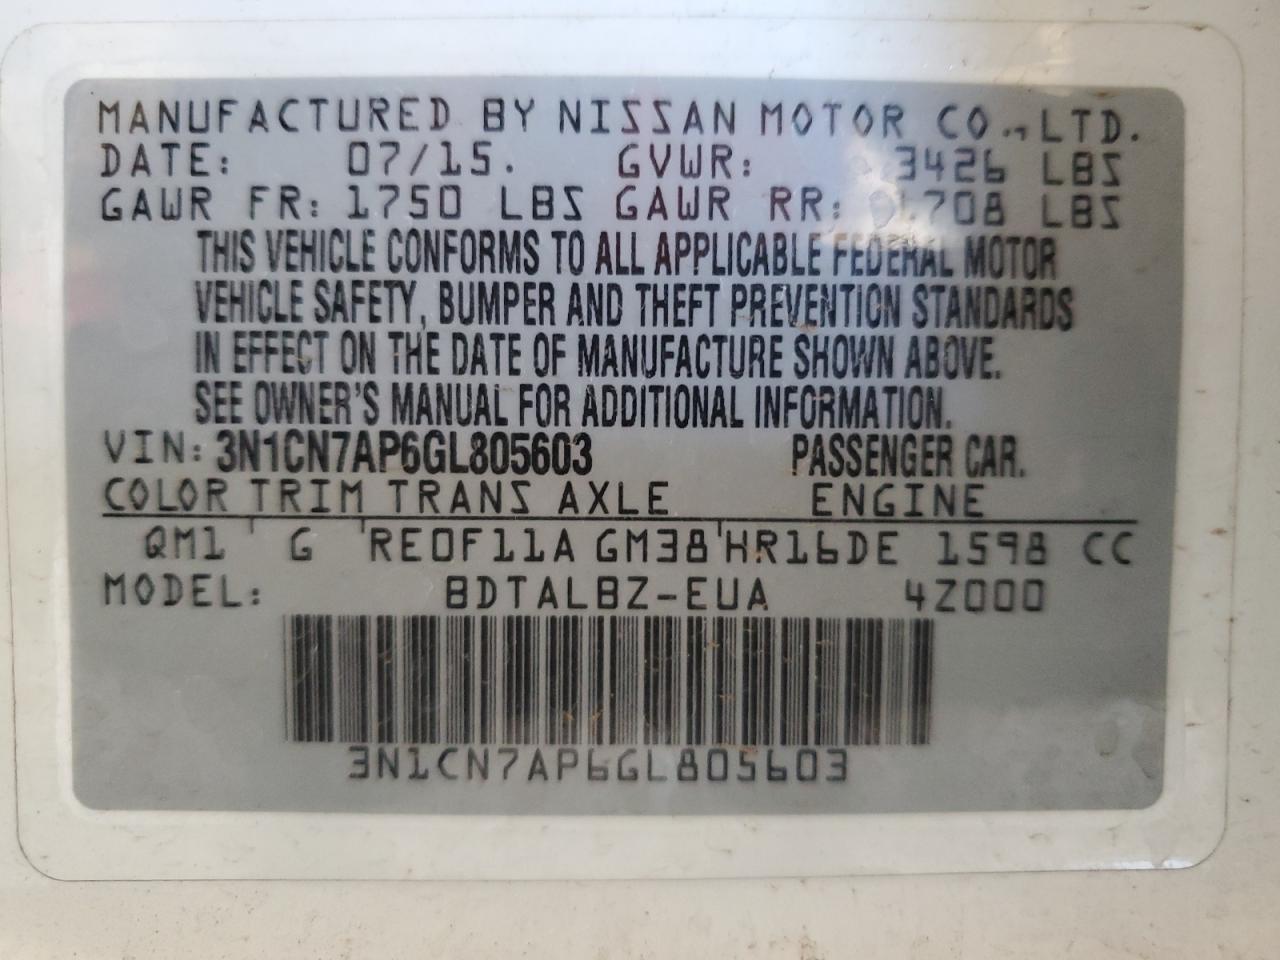 MANUFACTURED BY NISSAN MOTOR CO., LTD.
DATE: 07/15. GVWR: 3426 LBS
GAWR FR: 1750 LBS GAWR RR: 1708 LBS
THIS VEHICLE CONFORMS TO ALL APPLICABLE FEDERAL MOTOR
VEHICLE SAFETY, BUMPER AND THEFT PREVENTION STANDARDS
IN EFFECT ON THE DATE OF MANUFACTURE SHOWN ABOVE.
SEE OWNER'S MANUAL FOR ADDITIONAL INFORMATION.
VIN: 3N1CN7AP6GL805603 PASSENGER CAR.
COLOR TRIM TRANS AXLE ENGINE
QM1 G RE0F11A GM38 HR16DE 1598 CC
MODEL: BDTALBZ-EUA 4Z000
3N1CN7AP6GL805603